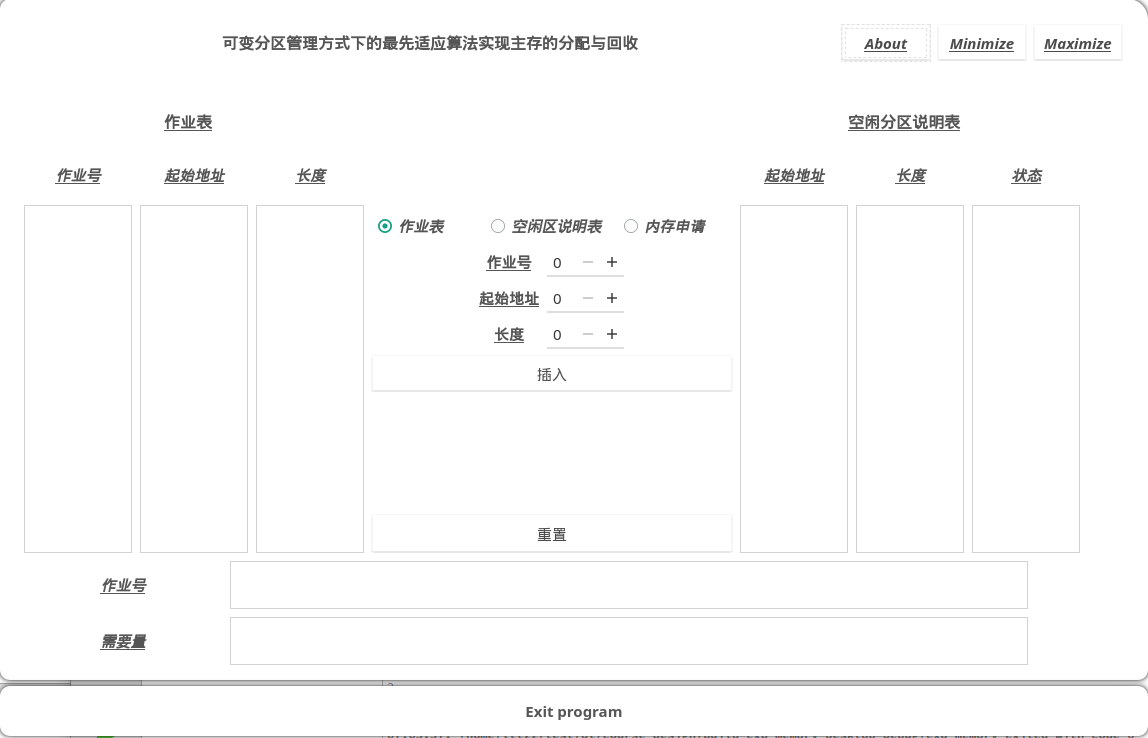 可变分区管理方式下的最先适应算法实现主存的分配与回收 About Minimize Maximize
作业表 空闲分区说明表
作业号 起始地址 长度 起始地址 长度 状态
作业表 空闲区说明表 内存申请
作业号 0 − +
起始地址 0 − +
长度 0 − +
插入
重置
作业号
需要量
Exit program